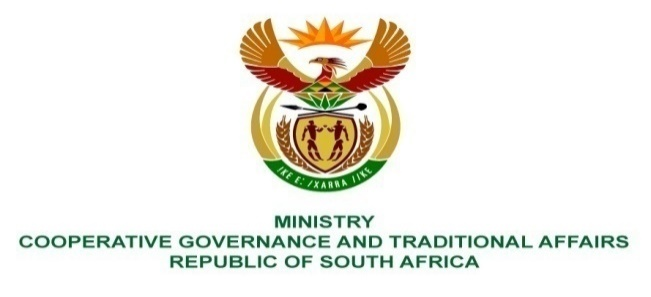 !KE E: /XARRA //KE
MINISTRY
COOPERATIVE GOVERNANCE AND TRADITIONAL AFFAIRS
REPUBLIC OF SOUTH AFRICA